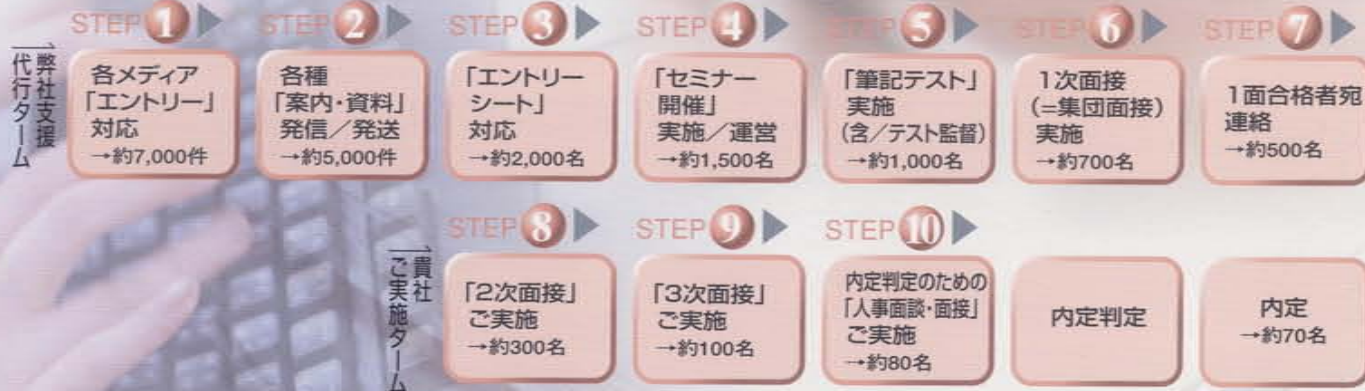 弊社支援
代行ターム
STEP 1
各メディア
「エントリー」
対応
→約7,000件
STEP 2
各種
「案内・資料」
発信／発送
→約5,000件
STEP 3
「エントリー
シート」
対応
→約2,000名
STEP 4
「セミナー
開催」
実施／運営
→約1,500名
STEP 5
「筆記テスト」
実施
(含／テスト監督)
→約1,000名
STEP 6
1次面接
(=集団面接)
実施
→約700名
STEP 7
1面合格者宛
連絡
→約500名
貴社
ご実施ターム
STEP 8
「2次面接」
ご実施
→約300名
STEP 9
「3次面接」
ご実施
→約100名
STEP 10
内定判定のための
「人事面談・面接」
ご実施
→約80名
内定判定
内定
→約70名